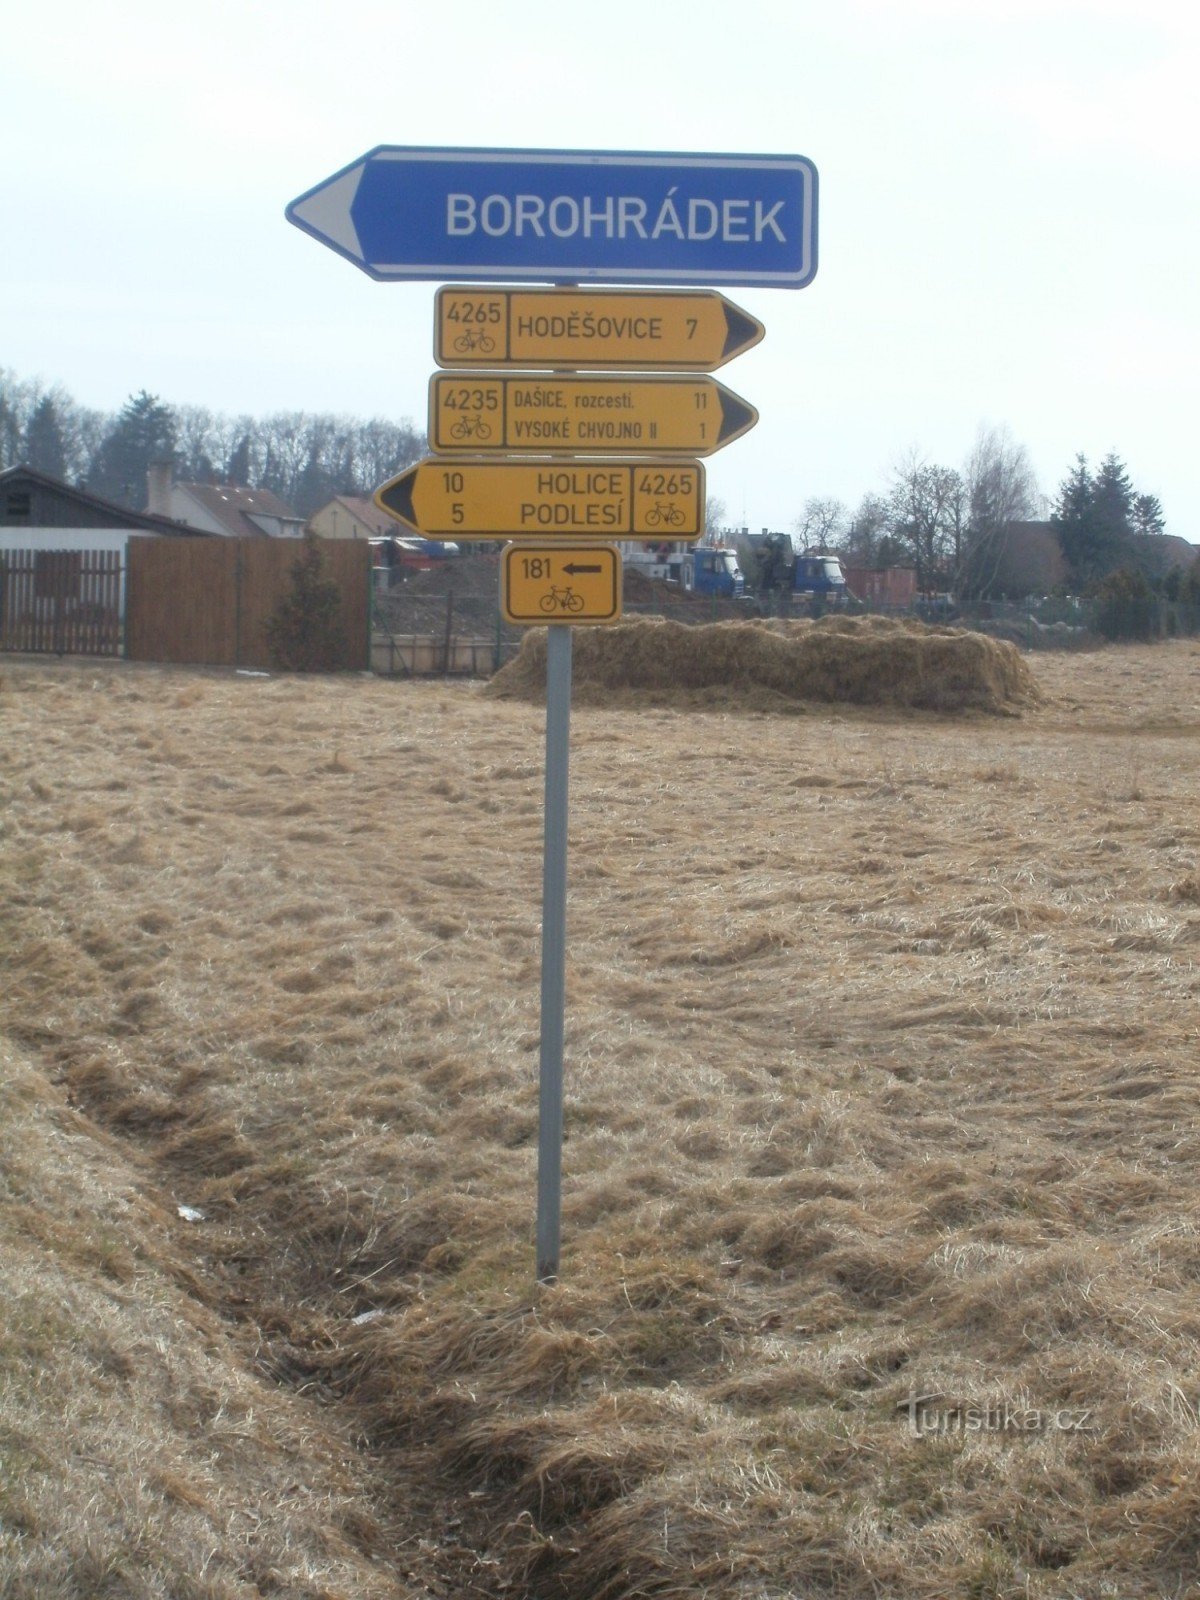 BOROHRÁDEK
4265 HODĚŠOVICE 7
4235 DAŠICE, rozcestí. 11
VYSOKÉ CHVOJNO II 1
10 HOLICE 4265
5 PODLESÍ
181
Turistika.cz